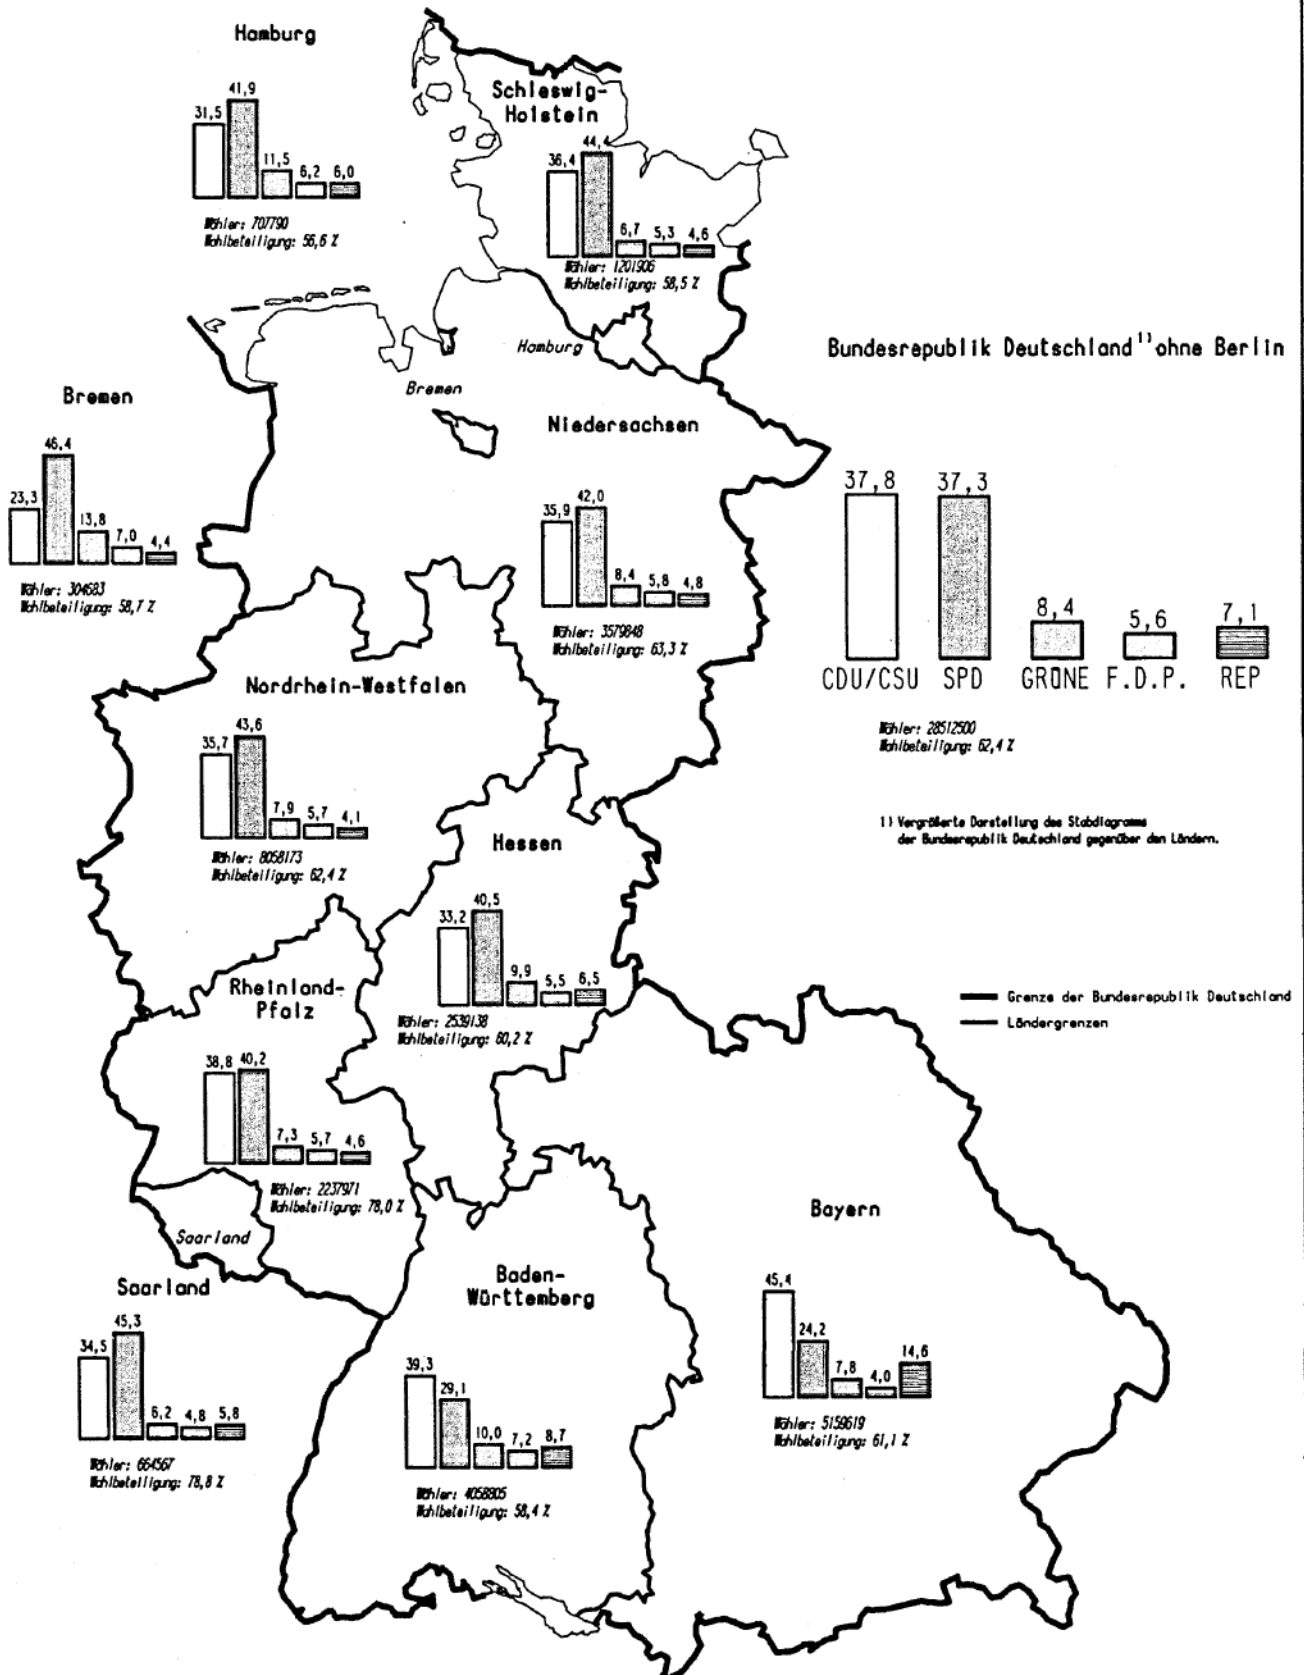 Hamburg
31,5 41,9 11,5 6,2 6,0
Wähler: 707790
Wahlbeteiligung: 56,6 %
Schleswig-
Holstein
36,4 44,4 6,7 5,3 4,6
Wähler: 1201906
Wahlbeteiligung: 58,5 %
Hamburg
Bremen
Bundesrepublik Deutschland 1) ohne Berlin
37,8 37,3 8,4 5,6 7,1
CDU/CSU SPD GRÜNE F.D.P. REP
Wähler: 28512500
Wahlbeteiligung: 62,4 %
1) Vergrößerte Darstellung des Stabdiagramms
der Bundesrepublik Deutschland gegenüber den Ländern.
Bremen
23,3 46,4 13,8 7,0 4,4
Wähler: 304683
Wahlbeteiligung: 58,7 %
Niedersachsen
35,9 42,0 8,4 5,8 4,8
Wähler: 3579848
Wahlbeteiligung: 63,3 %
Nordrhein-Westfalen
35,7 43,6 7,9 5,7 4,1
Wähler: 8058173
Wahlbeteiligung: 62,4 %
Hessen
33,2 40,5 9,9 5,5 6,5
Wähler: 2539138
Wahlbeteiligung: 60,2 %
Grenze der Bundesrepublik Deutschland
Ländergrenzen
Rheinland-
Pfalz
38,8 40,2 7,3 5,7 4,6
Wähler: 2237971
Wahlbeteiligung: 78,0 %
Saarland
Saarland
34,5 45,3 6,2 4,8 5,8
Wähler: 664567
Wahlbeteiligung: 78,8 %
Baden-
Württemberg
39,3 29,1 10,0 7,2 8,7
Wähler: 4058805
Wahlbeteiligung: 58,4 %
Bayern
45,4 24,2 7,8 4,0 14,6
Wähler: 5159619
Wahlbeteiligung: 61,1 %